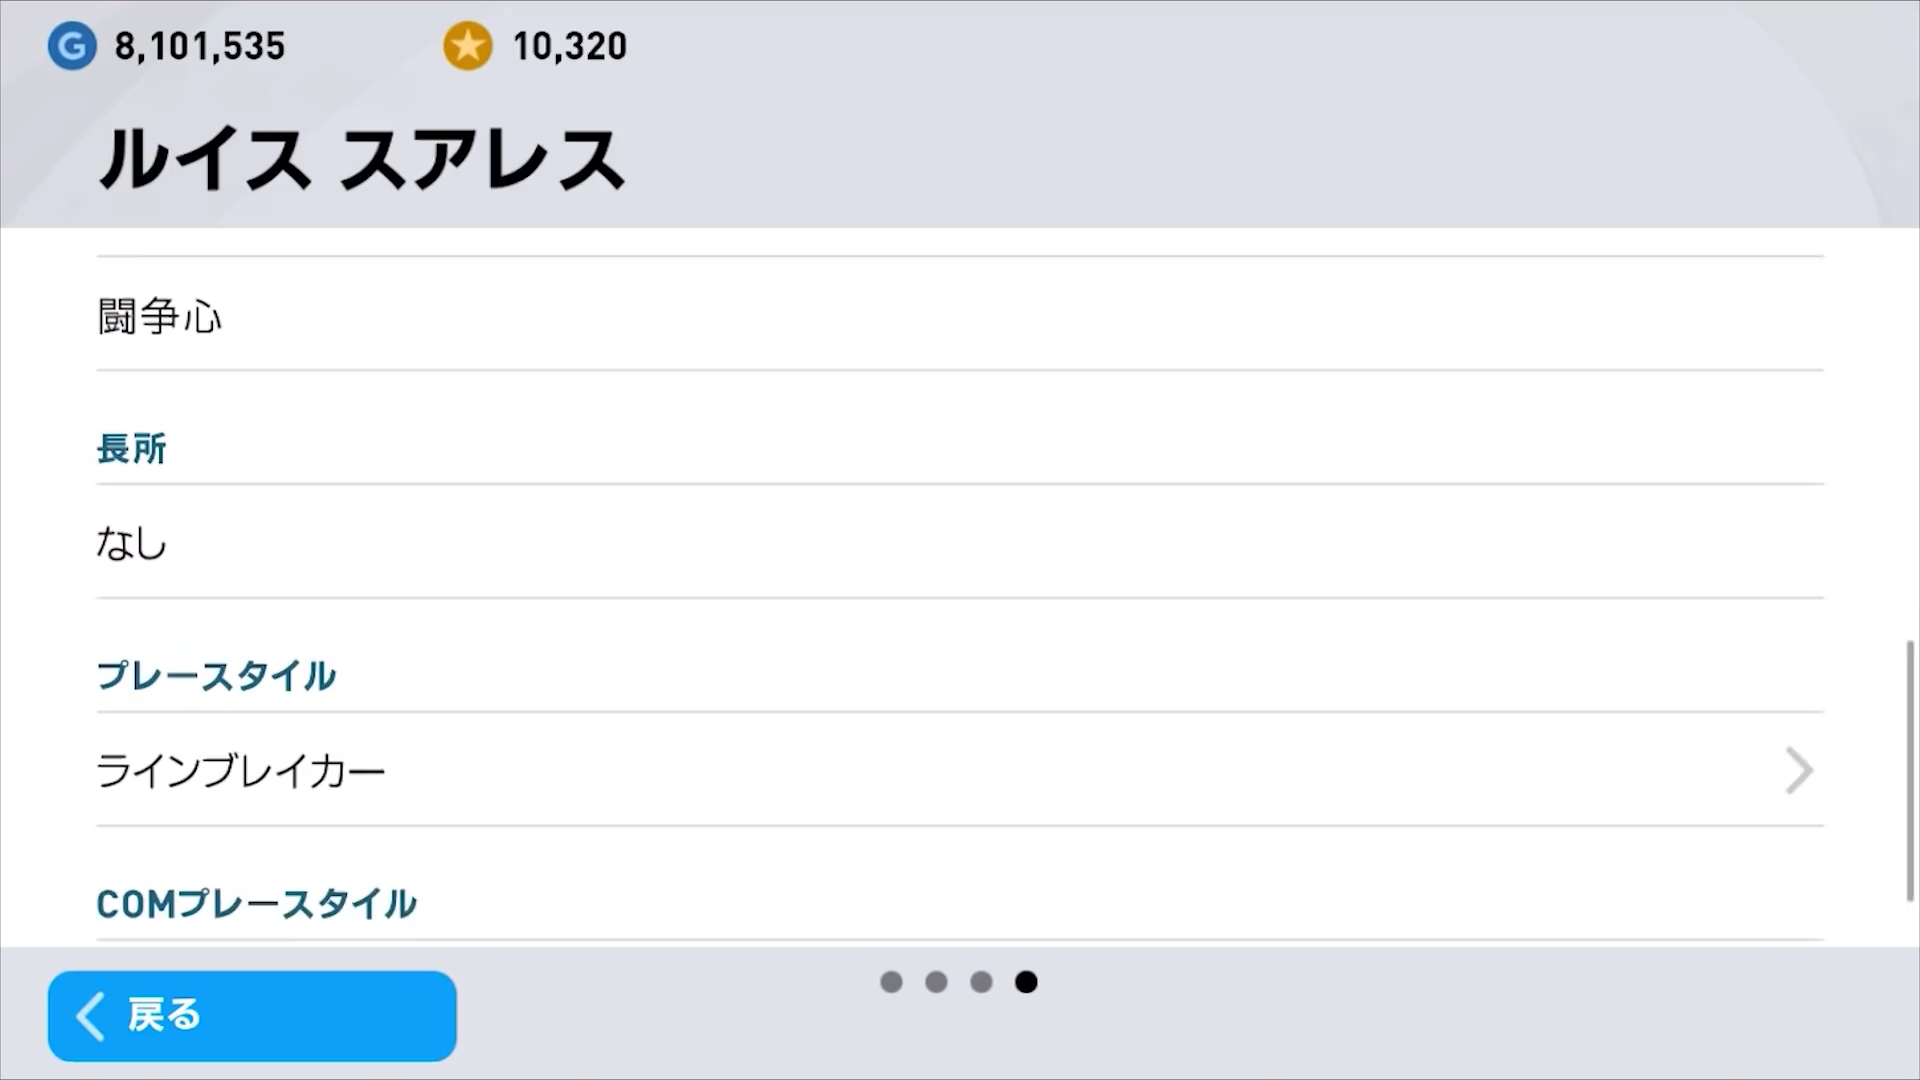 G 8,101,535 10,320
ルイス スアレス
闘争心
長所
なし
プレースタイル
ラインブレイカー
COMプレースタイル
戻る